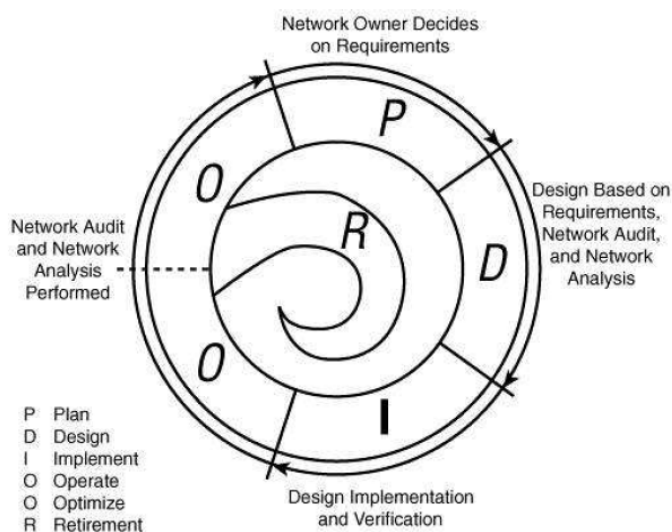 Network Owner Decides
on Requirements
P
O
Design Based on
Requirements,
Network Audit,
and Network
Analysis
Network Audit
and Network
Analysis
Performed
R
D
O
I
P Plan
D Design
I Implement
O Operate
O Optimize
R Retirement
Design Implementation
and Verification